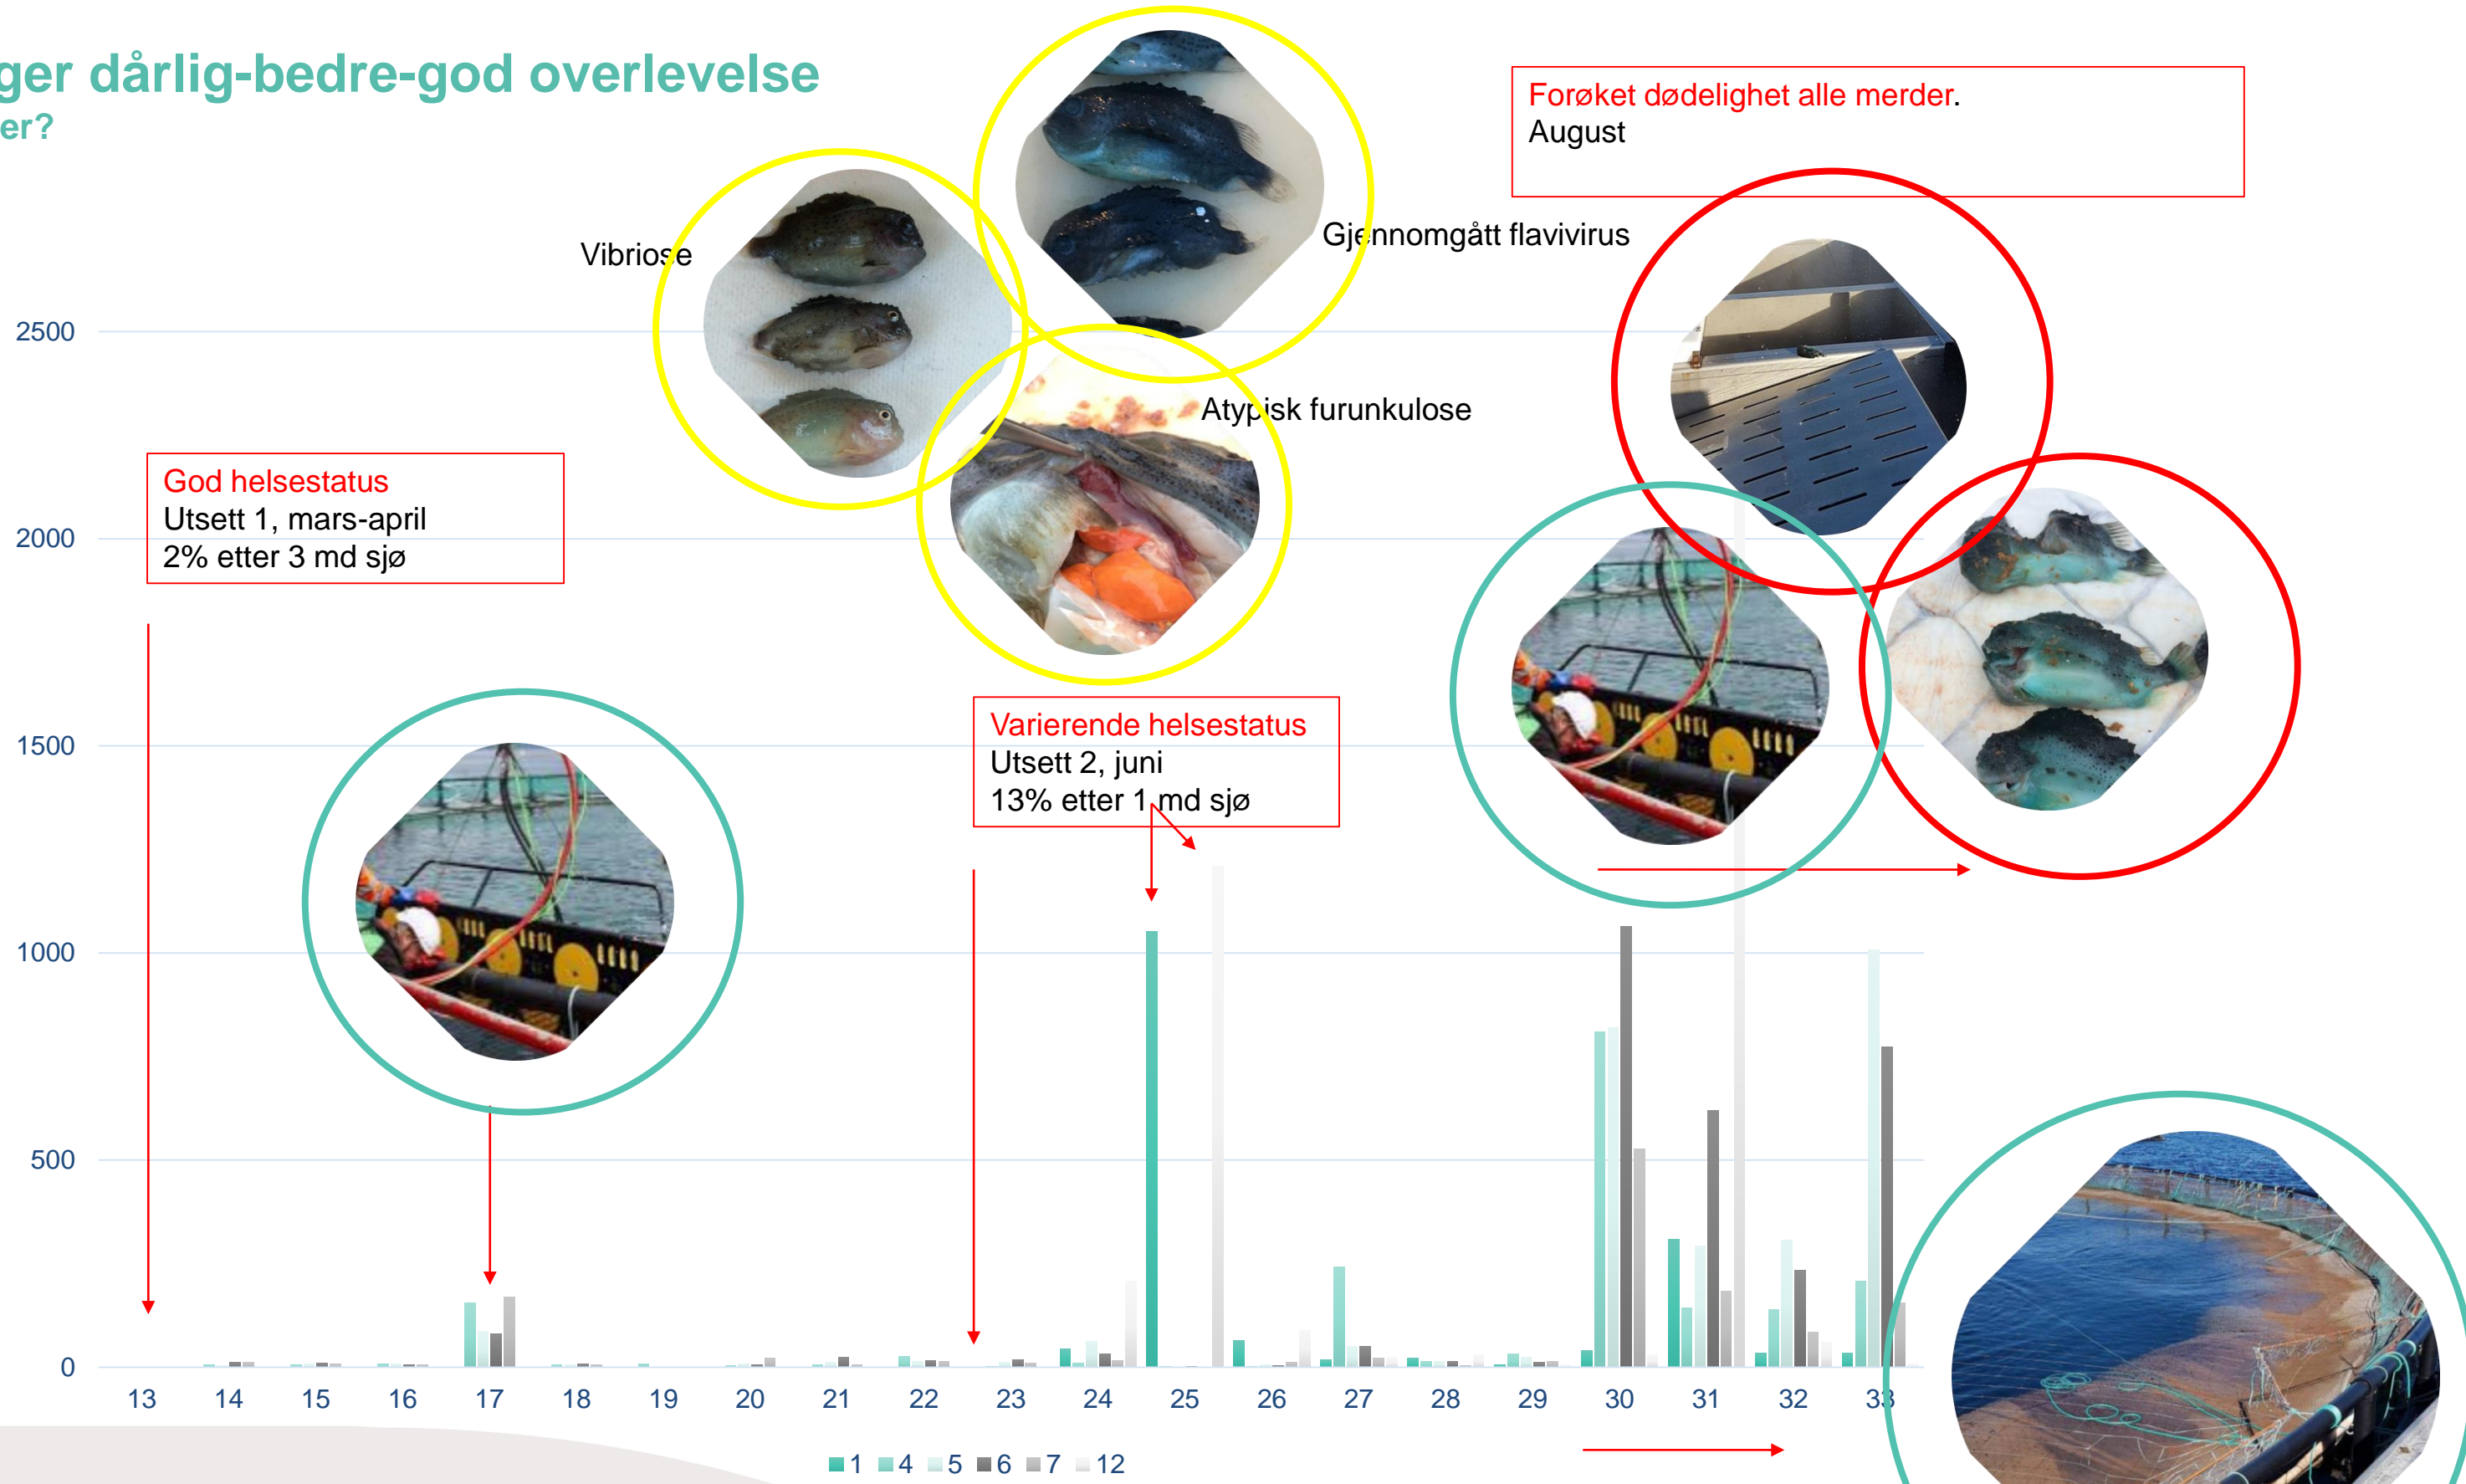 ger dårlig-bedre-god overlevelse
er?
Forøket dødelighet alle merder.
August
Vibriose
Gjennomgått flavivirus
Atypisk furunkulose
God helsestatus
Utsett 1, mars-april
2% etter 3 md sjø
Varierende helsestatus
Utsett 2, juni
13% etter 1 md sjø
2500
2000
1500
1000
500
0
13 14 15 16 17 18 19 20 21 22 23 24 25 26 27 28 29 30 31 32 33
1 4 5 6 7 12